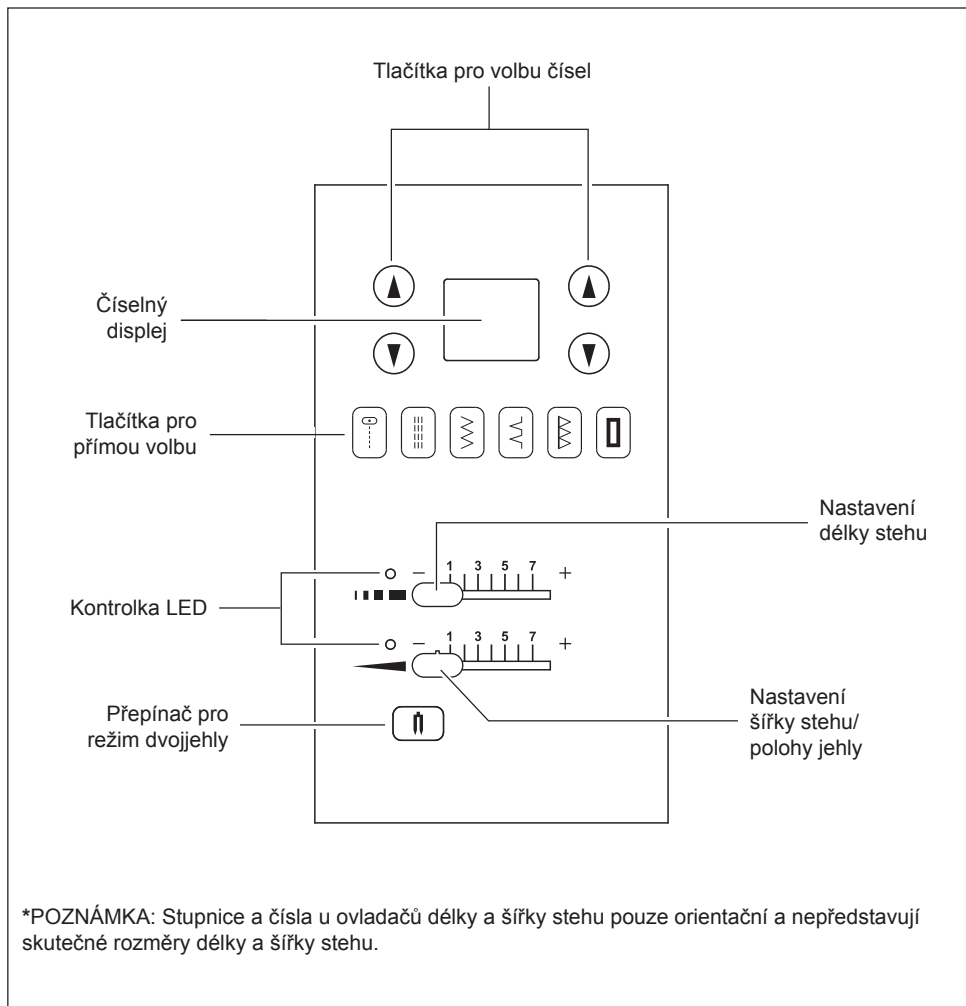 Tlačítka pro volbu čísel
Číselný
displej
Tlačítka pro
přímou volbu
Nastavení
délky stehu
– 1 3 5 7 +
Kontrolka LED
– 1 3 5 7 +
Přepínač pro
režim dvojjehly
Nastavení
šířky stehu/
polohy jehly
*POZNÁMKA: Stupnice a čísla u ovladačů délky a šířky stehu pouze orientační a nepředstavují
skutečné rozměry délky a šířky stehu.